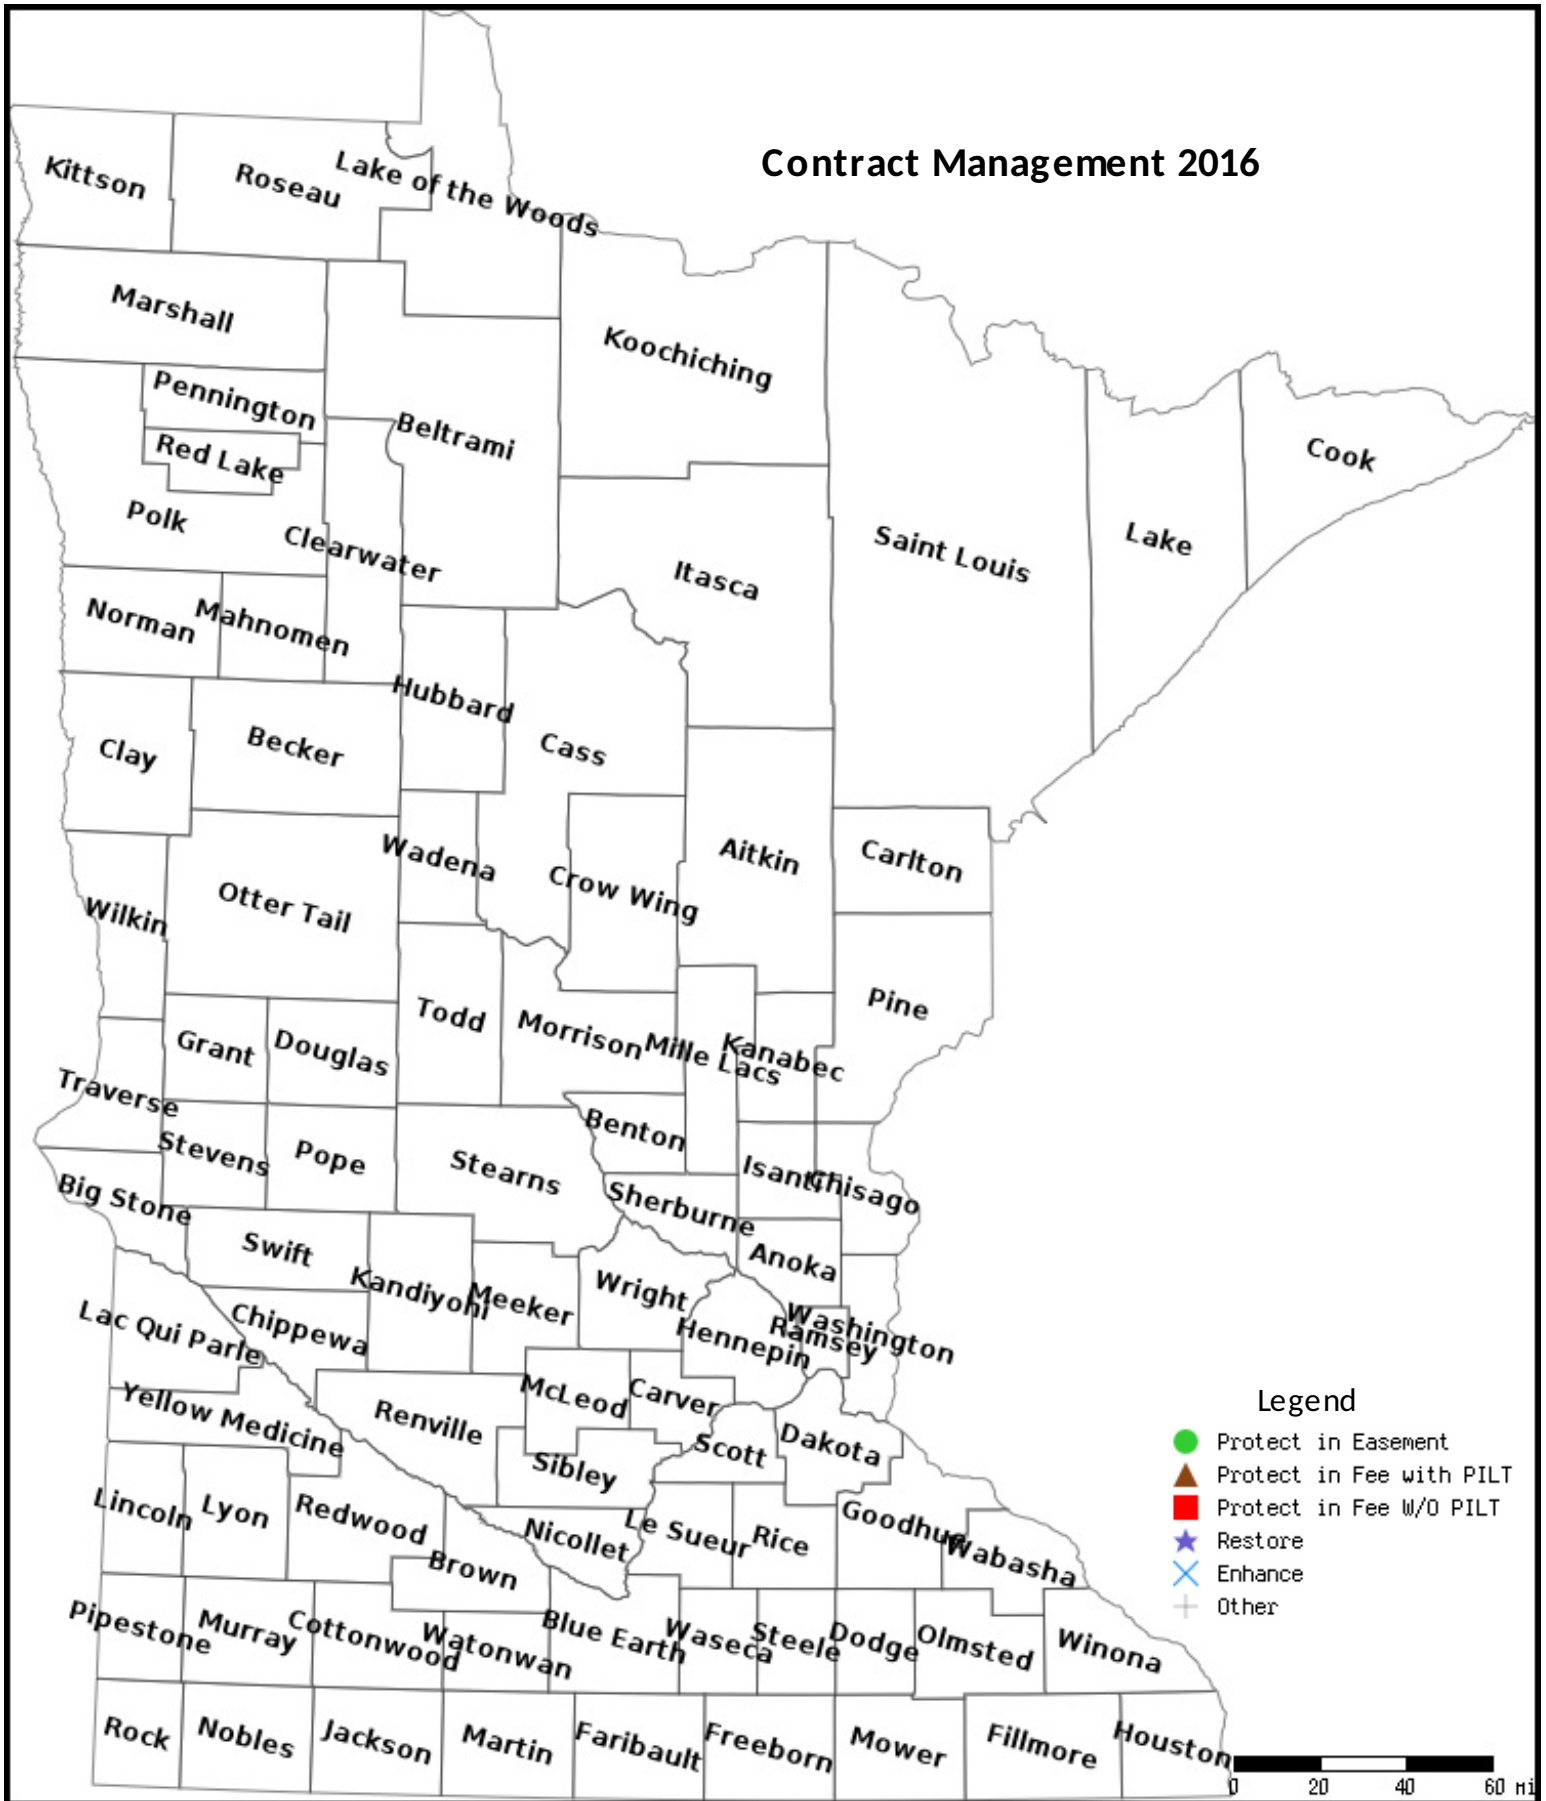 Contract Management 2016
Kittson
Roseau
Lake of the Woods
Marshall
Koochiching
Pennington
Beltrami
Red Lake
Cook
Polk
Clearwater
Saint Louis
Lake
Itasca
Norman
Mahnomen
Hubbard
Clay
Becker
Cass
Wadena
Aitkin
Carlton
Wilkin
Otter Tail
Crow Wing
Pine
Todd
Morrison
Mille Lacs
Kanabec
Grant
Douglas
Traverse
Benton
Stevens
Pope
Stearns
Isanti
Chisago
Big Stone
Sherburne
Swift
Anoka
Kandiyohi
Meeker
Wright
Lac Qui Parle
Chippewa
Hennepin
Ramsey
Washington
Yellow Medicine
Renville
McLeod
Carver
Scott
Dakota
Sibley
Lincoln
Lyon
Redwood
Nicollet
Le Sueur
Rice
Goodhue
Wabasha
Brown
Pipestone
Murray
Cottonwood
Watonwan
Blue Earth
Waseca
Steele
Dodge
Olmsted
Winona
Rock
Nobles
Jackson
Martin
Faribault
Freeborn
Mower
Fillmore
Houston
Legend
Protect in Easement
Protect in Fee with PILT
Protect in Fee W/O PILT
Restore
Enhance
Other
0 20 40 60 mi